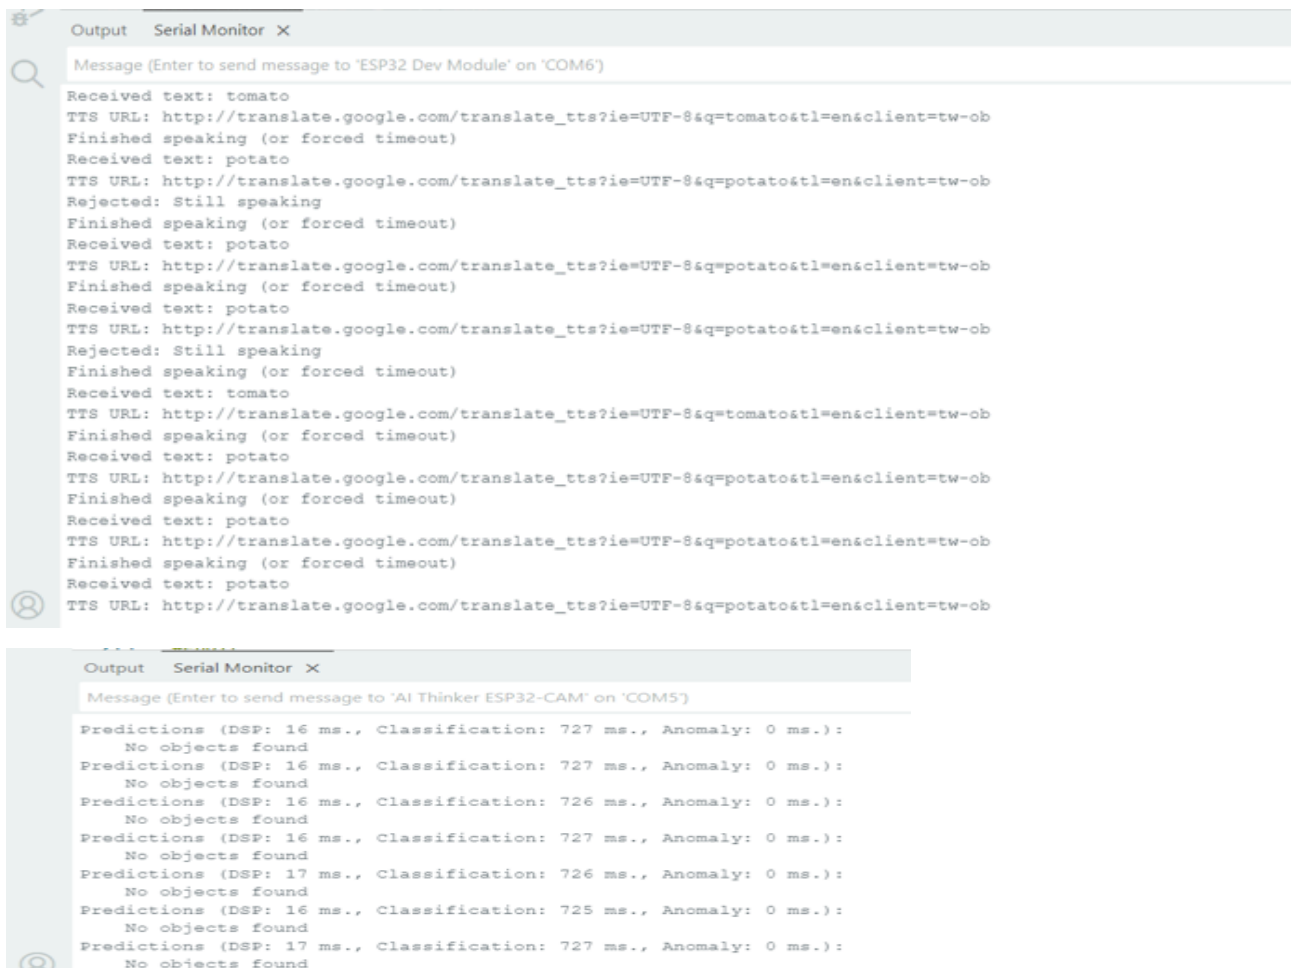 Output Serial Monitor X
Message (Enter to send message to 'ESP32 Dev Module' on 'COM6')
Received text: tomato
TTS URL: http://translate.google.com/translate_tts?ie=UTF-8&q=tomato&tl=en&client=tw-ob
Finished speaking (or forced timeout)
Received text: potato
TTS URL: http://translate.google.com/translate_tts?ie=UTF-8&q=potato&tl=en&client=tw-ob
Rejected: Still speaking
Finished speaking (or forced timeout)
Received text: potato
TTS URL: http://translate.google.com/translate_tts?ie=UTF-8&q=potato&tl=en&client=tw-ob
Finished speaking (or forced timeout)
Received text: potato
TTS URL: http://translate.google.com/translate_tts?ie=UTF-8&q=potato&tl=en&client=tw-ob
Rejected: Still speaking
Finished speaking (or forced timeout)
Received text: tomato
TTS URL: http://translate.google.com/translate_tts?ie=UTF-8&q=tomato&tl=en&client=tw-ob
Finished speaking (or forced timeout)
Received text: potato
TTS URL: http://translate.google.com/translate_tts?ie=UTF-8&q=potato&tl=en&client=tw-ob
Finished speaking (or forced timeout)
Received text: potato
TTS URL: http://translate.google.com/translate_tts?ie=UTF-8&q=potato&tl=en&client=tw-ob
Finished speaking (or forced timeout)
Received text: potato
TTS URL: http://translate.google.com/translate_tts?ie=UTF-8&q=potato&tl=en&client=tw-ob
Output Serial Monitor X
Message (Enter to send message to 'AI Thinker ESP32-CAM' on 'COM5')
Predictions (DSP: 16 ms., Classification: 727 ms., Anomaly: 0 ms.):
No objects found
Predictions (DSP: 16 ms., Classification: 727 ms., Anomaly: 0 ms.):
No objects found
Predictions (DSP: 16 ms., Classification: 726 ms., Anomaly: 0 ms.):
No objects found
Predictions (DSP: 16 ms., Classification: 727 ms., Anomaly: 0 ms.):
No objects found
Predictions (DSP: 17 ms., Classification: 726 ms., Anomaly: 0 ms.):
No objects found
Predictions (DSP: 16 ms., Classification: 725 ms., Anomaly: 0 ms.):
No objects found
Predictions (DSP: 17 ms., Classification: 727 ms., Anomaly: 0 ms.):
No objects found